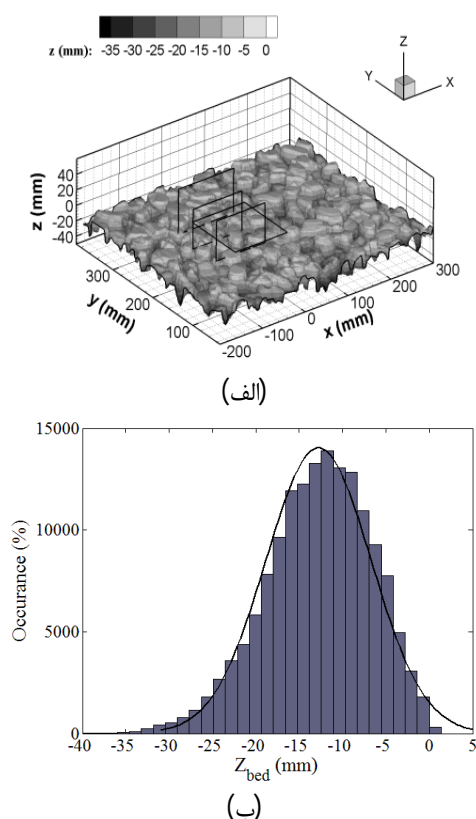 z (mm): -35 -30 -25 -20 -15 -10 -5 0
Z
Y
X
z (mm)
40
20
0
-20
-40
300
200
100
y (mm)
-200
-100
0
100
200
300
x (mm)
(الف)
15000
10000
5000
0
Occurance (%)
-40 -35 -30 -25 -20 -15 -10 -5 0 5
Z_bed (mm)
(ب)